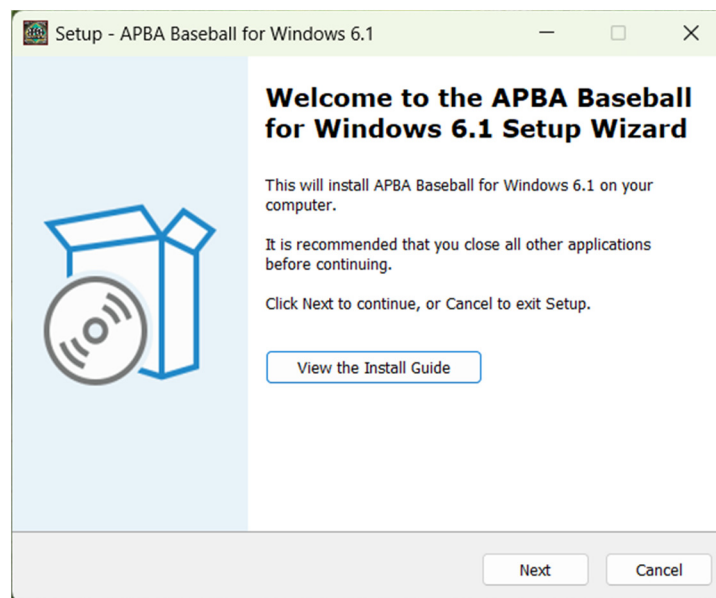 Setup - APBA Baseball for Windows 6.1
Welcome to the APBA Baseball
for Windows 6.1 Setup Wizard
This will install APBA Baseball for Windows 6.1 on your
computer.
It is recommended that you close all other applications
before continuing.
Click Next to continue, or Cancel to exit Setup.
View the Install Guide
Next
Cancel